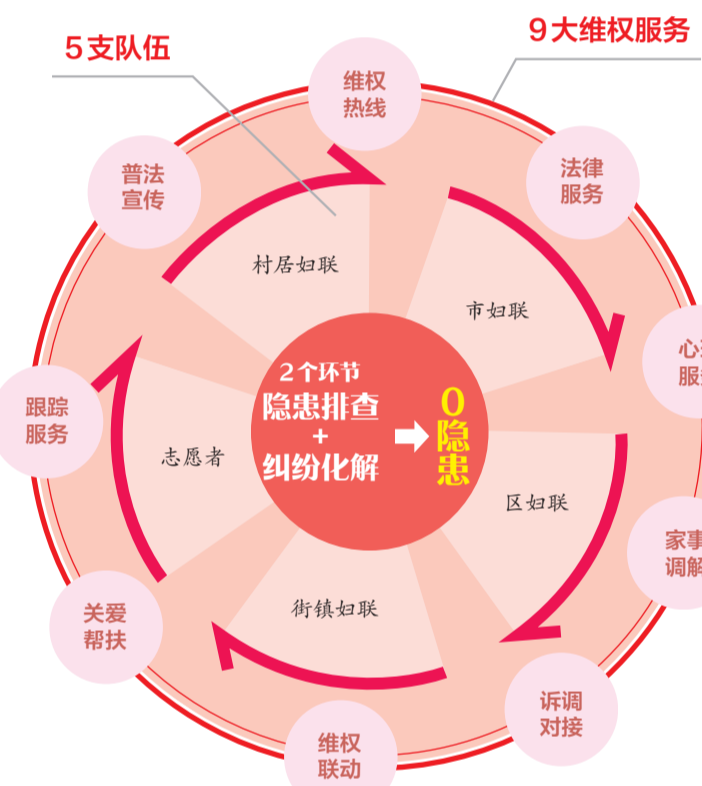 5支队伍
9大维权服务
维权
热线
法律
服务
心
服
家事
调解
诉调
对接
维权
联动
关爱
帮扶
跟踪
服务
普法
宣传
村居妇联
市妇联
区妇联
街镇妇联
志愿者
2个环节
隐患排查
+
纠纷化解
0
隐
患